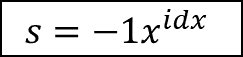 s = −1x^{idx}